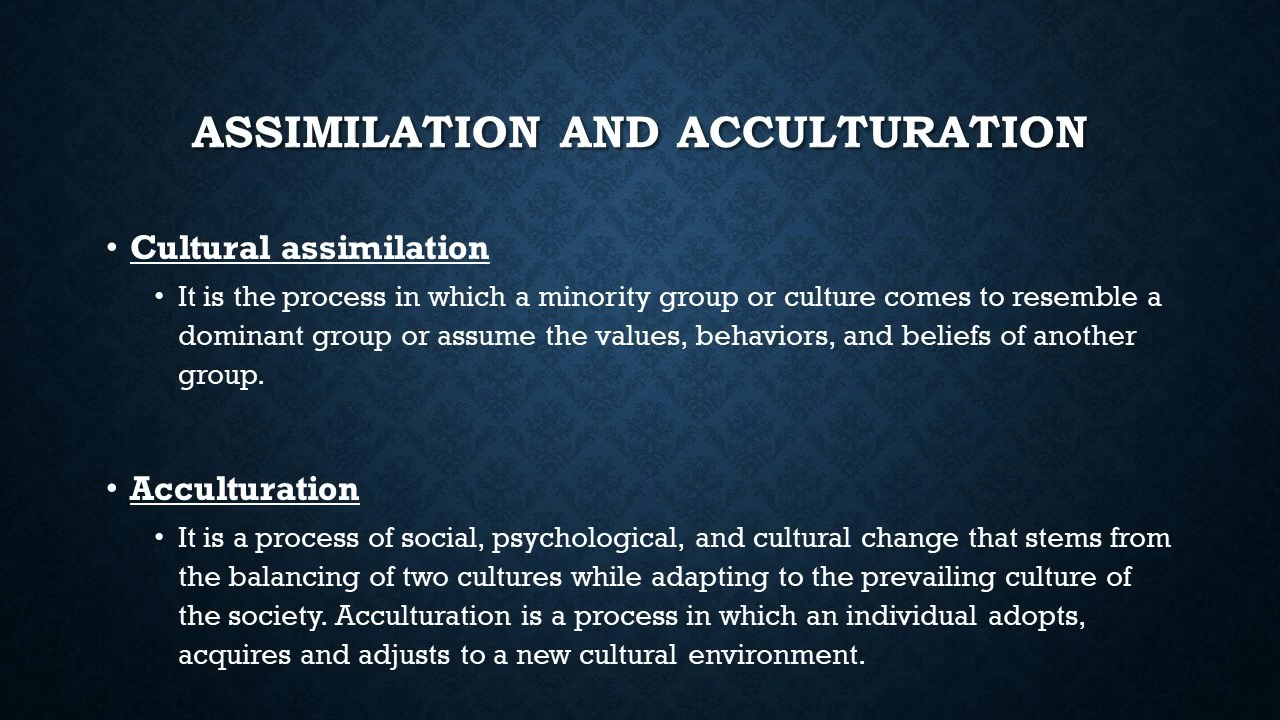 ASSIMILATION AND ACCULTURATION
• Cultural assimilation
• It is the process in which a minority group or culture comes to resemble a
dominant group or assume the values, behaviors, and beliefs of another
group.
• Acculturation
• It is a process of social, psychological, and cultural change that stems from
the balancing of two cultures while adapting to the prevailing culture of
the society. Acculturation is a process in which an individual adopts,
acquires and adjusts to a new cultural environment.